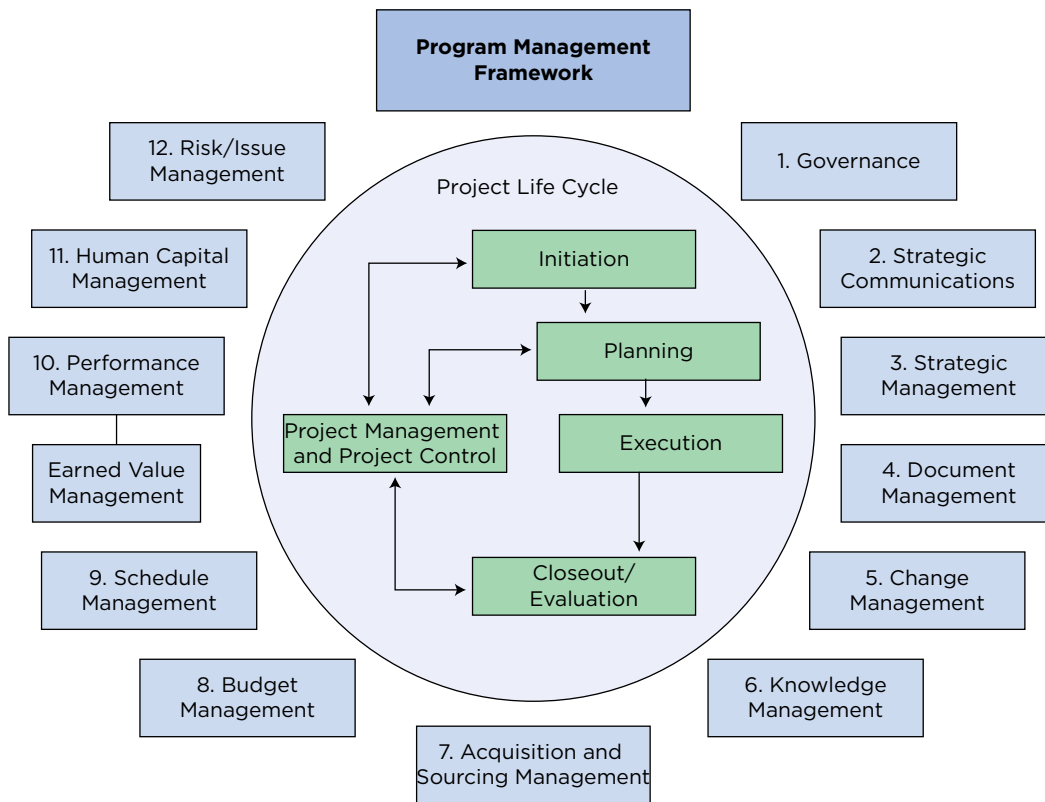 Program Management
Framework
12. Risk/Issue
Management
1. Governance
Project Life Cycle
11. Human Capital
Management
Initiation
2. Strategic
Communications
10. Performance
Management
Planning
3. Strategic
Management
Earned Value
Management
Project Management
and Project Control
Execution
4. Document
Management
9. Schedule
Management
Closeout/
Evaluation
5. Change
Management
8. Budget
Management
6. Knowledge
Management
7. Acquisition and
Sourcing Management